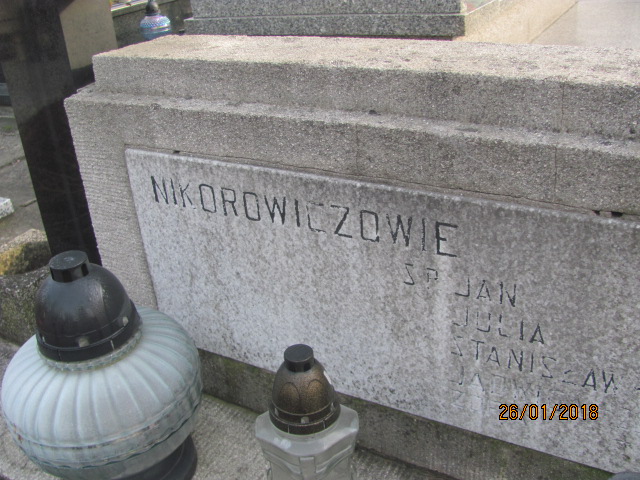 NIKOROWICZOWIE
ŚP. JAN
JULIA
STANISŁAW
26/01/2018